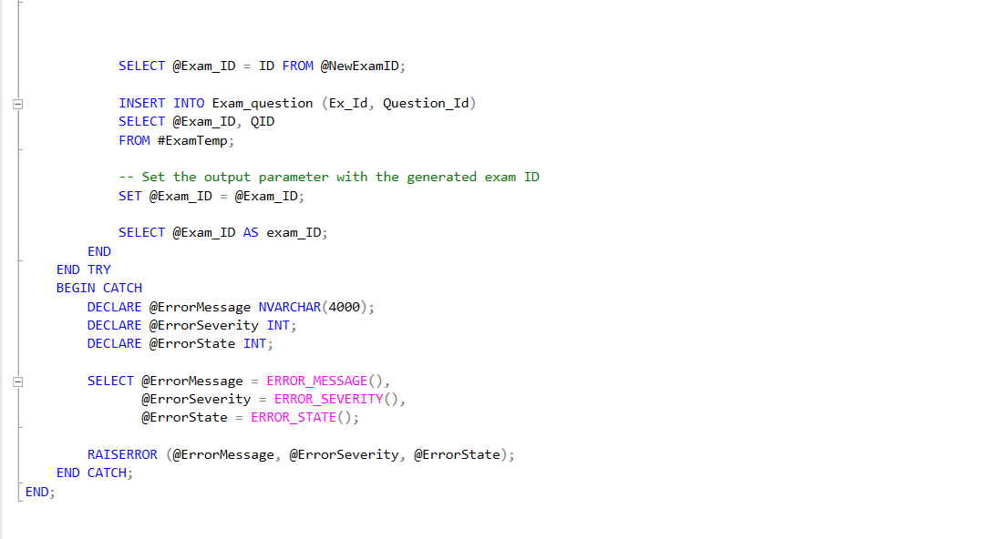 SELECT @Exam_ID = ID FROM @NewExamID;
INSERT INTO Exam_question (Ex_Id, Question_Id)
SELECT @Exam_ID, QID
FROM #ExamTemp;
-- Set the output parameter with the generated exam ID
SET @Exam_ID = @Exam_ID;
SELECT @Exam_ID AS exam_ID;
END
END TRY
BEGIN CATCH
DECLARE @ErrorMessage NVARCHAR(4000);
DECLARE @ErrorSeverity INT;
DECLARE @ErrorState INT;
SELECT @ErrorMessage = ERROR_MESSAGE(),
@ErrorSeverity = ERROR_SEVERITY(),
@ErrorState = ERROR_STATE();
RAISERROR (@ErrorMessage, @ErrorSeverity, @ErrorState);
END CATCH;
END;